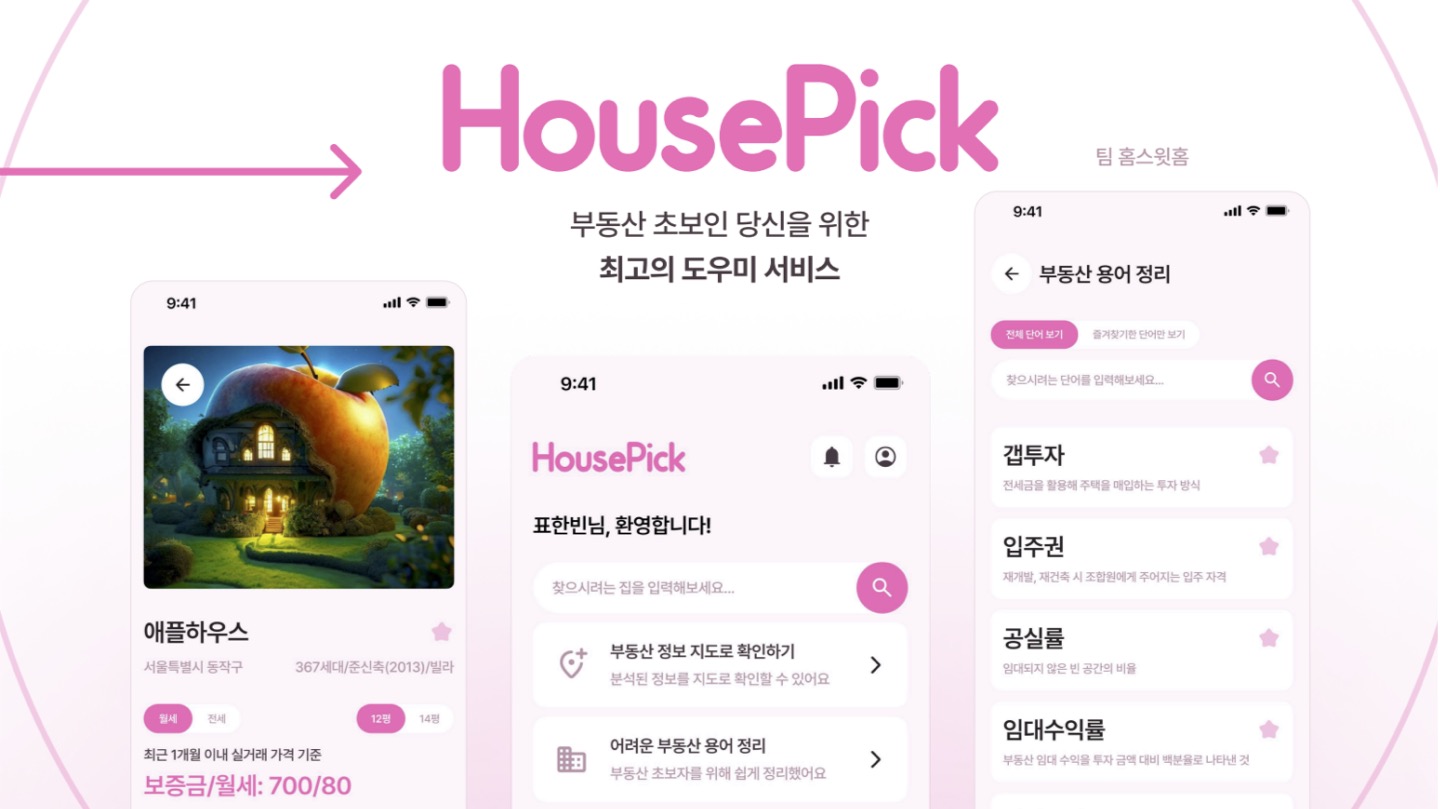 HousePick
팀 홈스윗홈
부동산 초보인 당신을 위한
최고의 도우미 서비스
9:41
애플하우스
서울특별시 동작구
367세대/준신축(2013)/빌라
월세
전세
12평
14평
최근 1개월 이내 실거래 가격 기준
보증금/월세: 700/80
9:41
HousePick
표한빈님, 환영합니다!
찾으시려는 집을 입력해보세요...
부동산 정보 지도로 확인하기
분석된 정보를 지도로 확인할 수 있어요
어려운 부동산 용어 정리
부동산 초보자를 위해 쉽게 정리했어요
9:41
부동산 용어 정리
전체 단어 보기
즐겨찾기한 단어만 보기
찾으시려는 단어를 입력해보세요...
갭투자
전세금을 활용해 주택을 매입하는 투자 방식
입주권
재개발, 재건축 시 조합원에게 주어지는 입주 자격
공실률
임대되지 않은 빈 공간의 비율
임대수익률
부동산 임대 수익을 투자 금액 대비 백분율로 나타낸 것